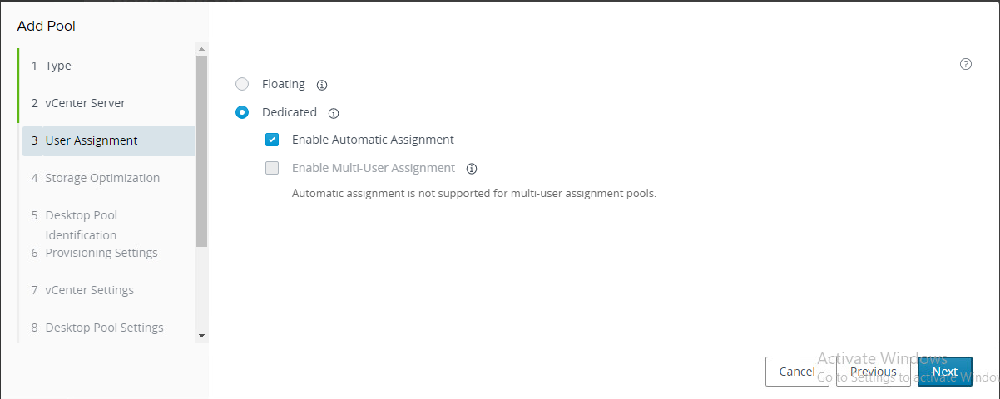 Add Pool
1 Type
2 vCenter Server
3 User Assignment
4 Storage Optimization
5 Desktop Pool
Identification
6 Provisioning Settings
7 vCenter Settings
8 Desktop Pool Settings
Floating
Dedicated
Enable Automatic Assignment
Enable Multi-User Assignment
Automatic assignment is not supported for multi-user assignment pools.
Activate Windows
Go to Settings to activate Windov
Cancel
Previous
Next